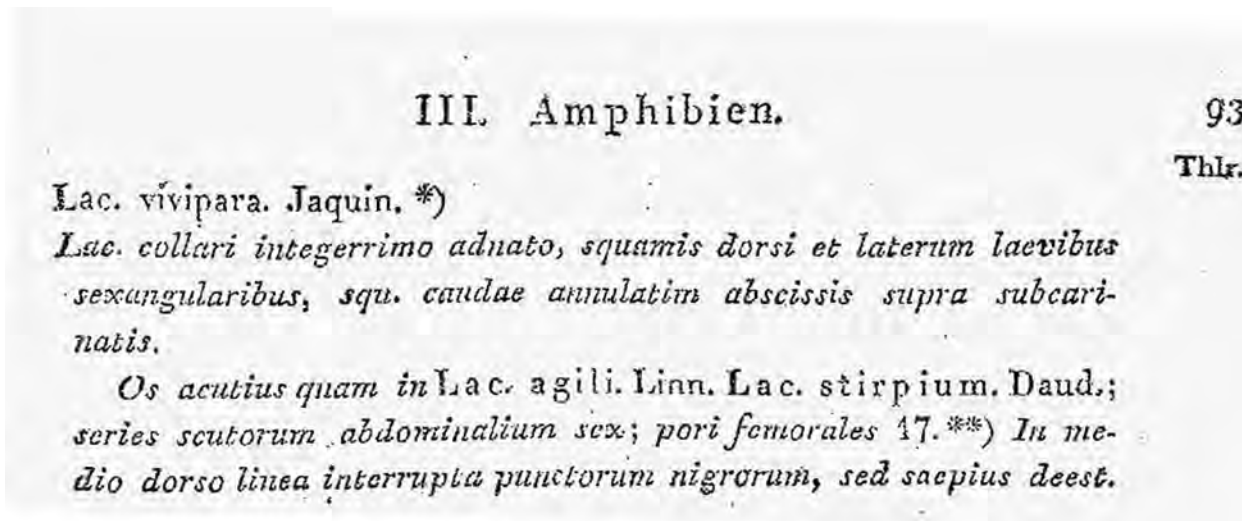 III. Amphibien.
93
Thlr.
Lac. vivipara. Jaquin. *)
Lac. collari integerrimo adnato, squamis dorsi et laterum laevibus
sexangularibus, squ. caudae annulatim abscissis supra subcari-
natis.
Os acutius quam in Lac. agili. Linn. Lac. stirpium. Daud.;
series scutorum abdominalium sex; pori femorales 17. **) In me-
dio dorso linea interrupta punctorum nigrorum, sed saepius deest.